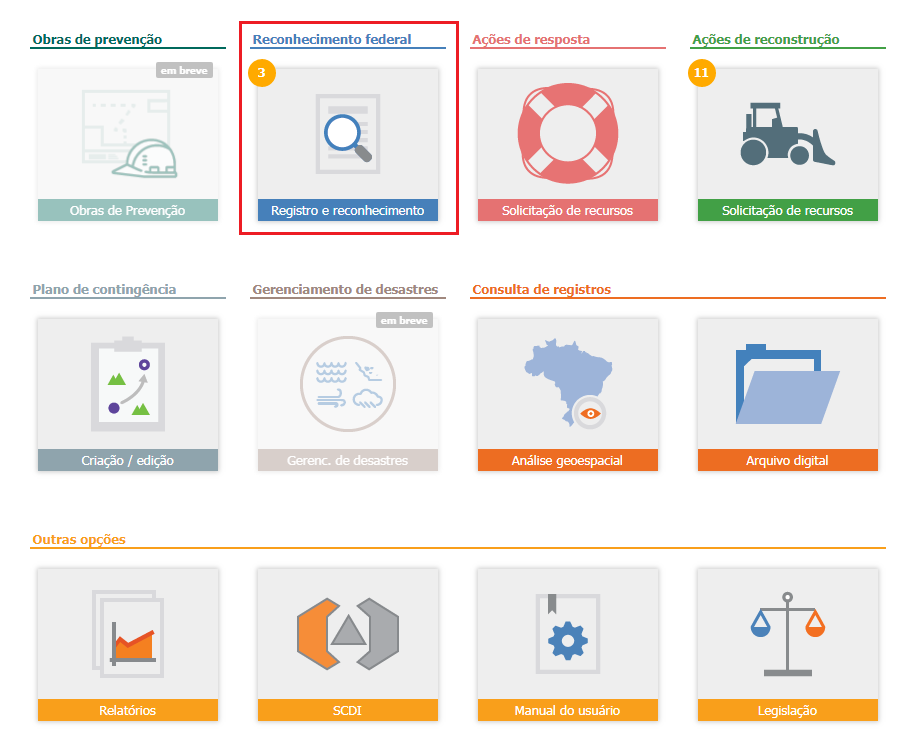 Obras de prevenção
Reconhecimento federal
Ações de resposta
Ações de reconstrução
em breve
3
11
Obras de Prevenção
Registro e reconhecimento
Solicitação de recursos
Solicitação de recursos
Plano de contingência
Gerenciamento de desastres
Consulta de registros
em breve
Criação / edição
Gerenc. de desastres
Análise geoespacial
Arquivo digital
Outras opções
Relatórios
SCDI
Manual do usuário
Legislação